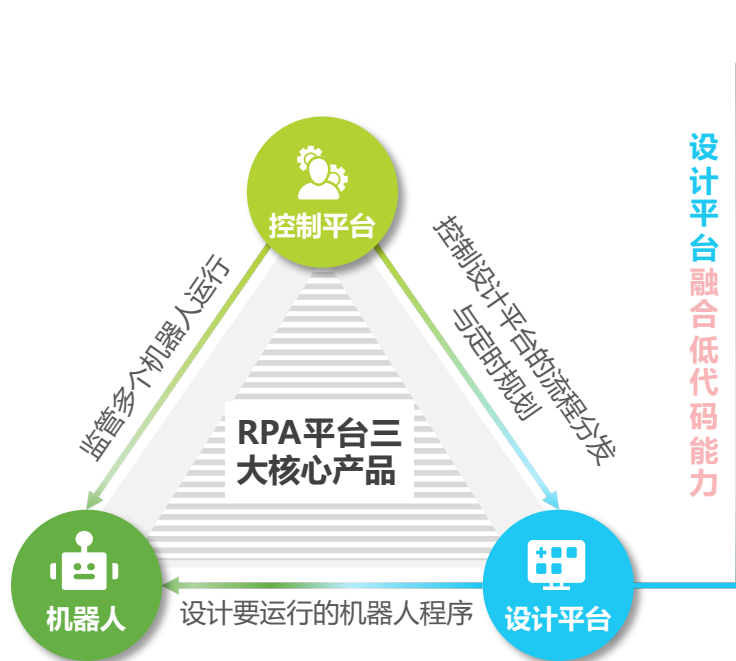 控制平台
监管多个机器人运行
控制设计平台的流程分发
与定时规划
RPA平台三
大核心产品
机器人
设计要运行的机器人程序
设计平台
设计平台融合低代码能力